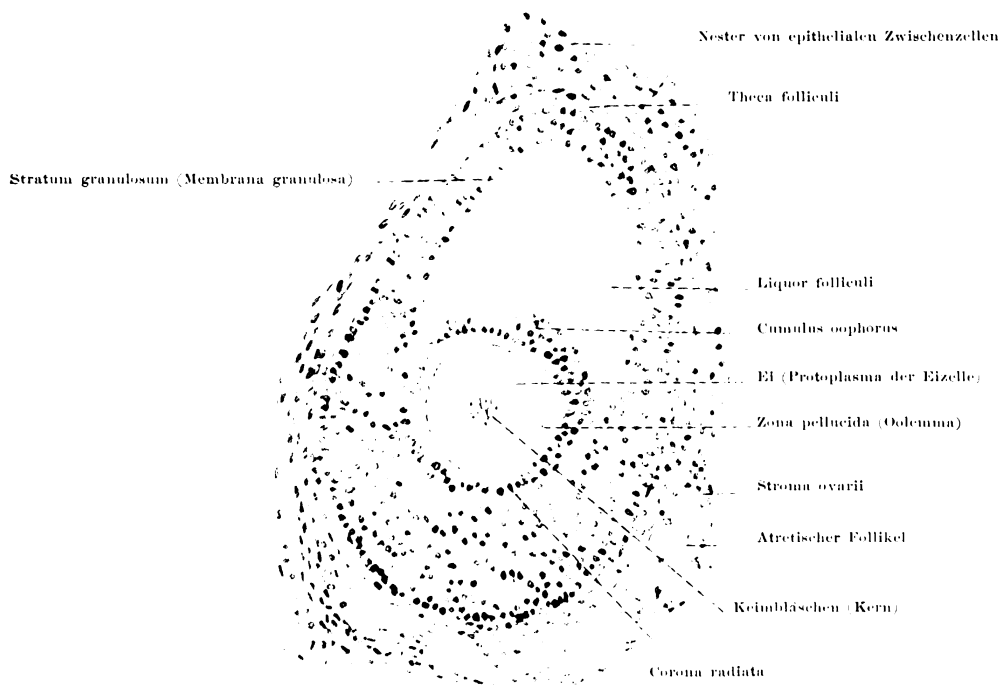 Nester von epithelialen Zwischenzellen
Theca folliculi
Stratum granulosum (Membrana granulosa)
Liquor folliculi
Cumulus oophorus
Ei (Protoplasma der Eizelle)
Zona pellucida (Oolemma)
Stroma ovarii
Atretischer Follikel
Keimbläschen (Kern)
Corona radiata